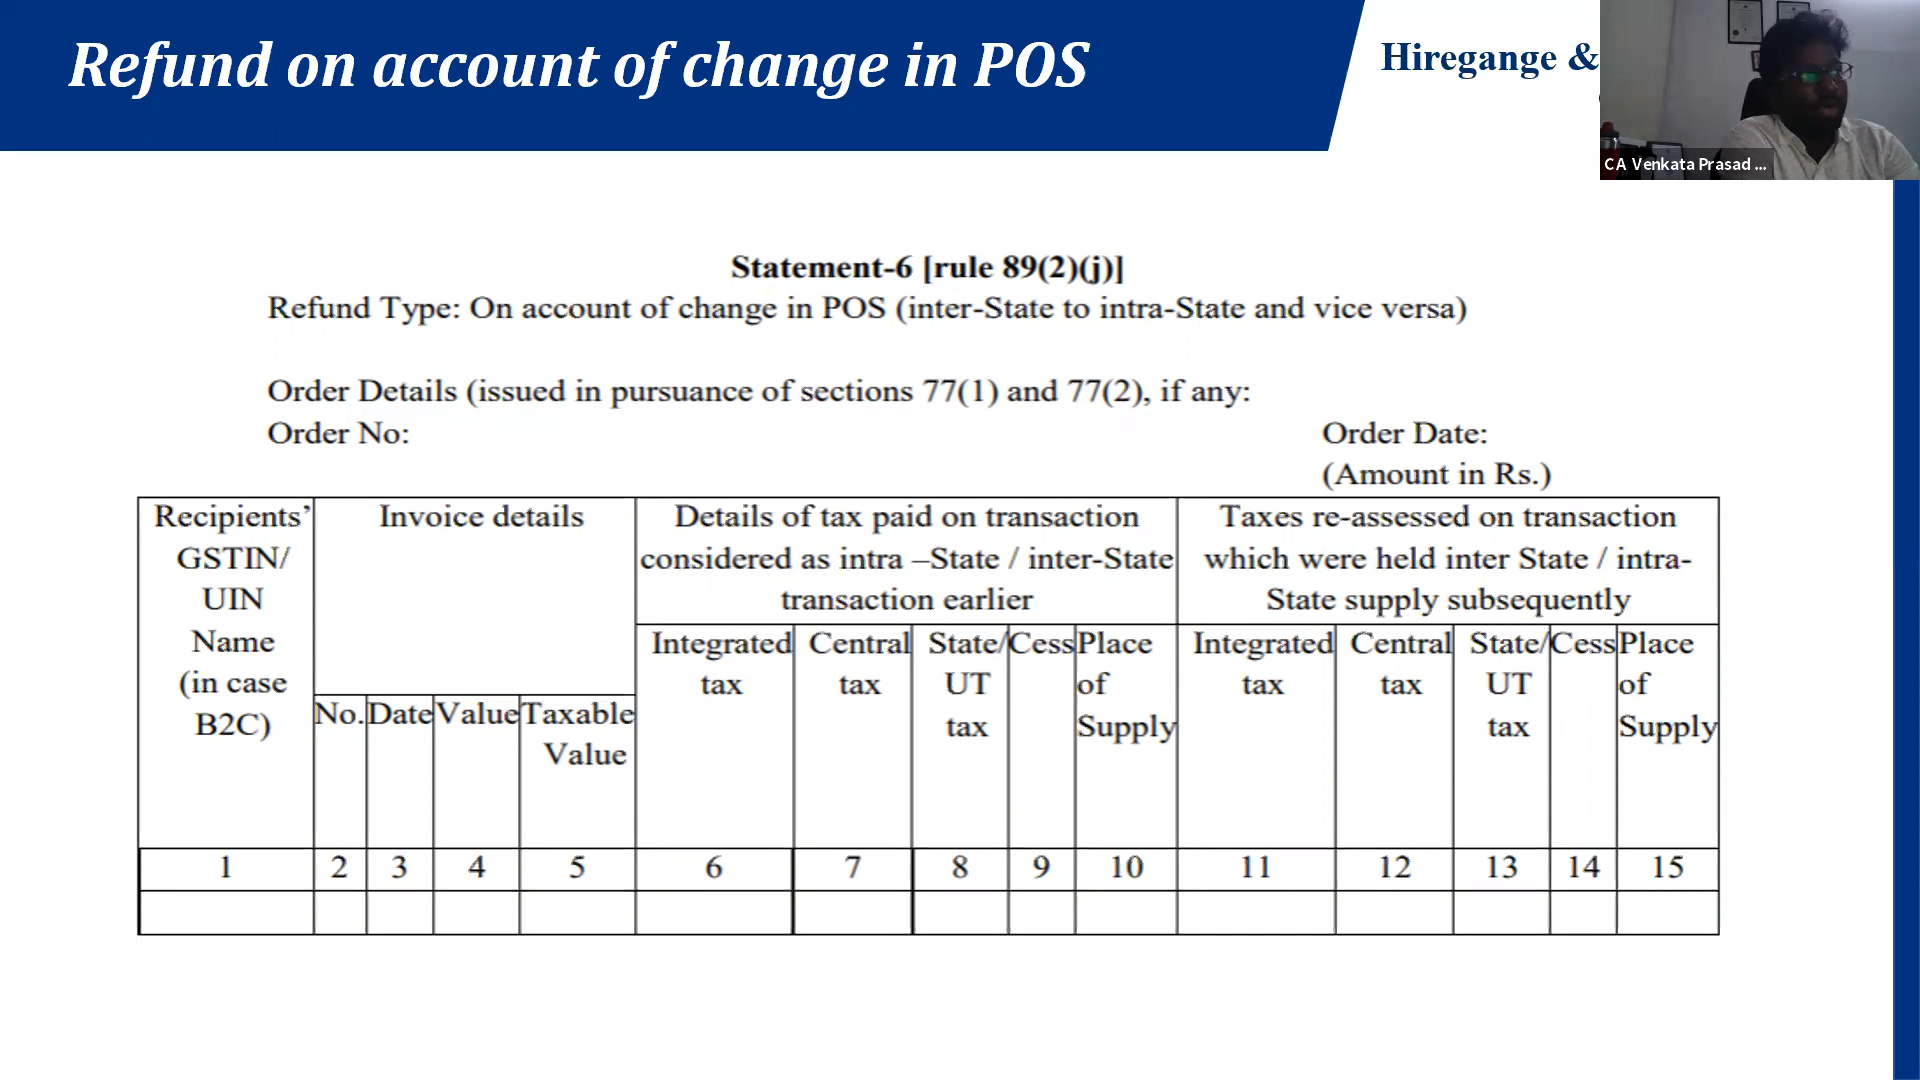 Refund on account of change in POS
Hiregange &
CA Venkata Prasad ...
Statement-6 [rule 89(2)(j)]
Refund Type: On account of change in POS (inter-State to intra-State and vice versa)
Order Details (issued in pursuance of sections 77(1) and 77(2), if any:
Order No:
Order Date:
(Amount in Rs.)
Recipients’
GSTIN/
UIN
Name
(in case
B2C)
Invoice details
No.
Date
Value
Taxable
Value
Details of tax paid on transaction
considered as intra –State / inter-State
transaction earlier
Integrated
tax
Central
tax
State/
UT
tax
Cess
Place
of
Supply
Taxes re-assessed on transaction
which were held inter State / intra-
State supply subsequently
Integrated
tax
Central
tax
State/
UT
tax
Cess
Place
of
Supply
1 2 3 4 5 6 7 8 9 10 11 12 13 14 15